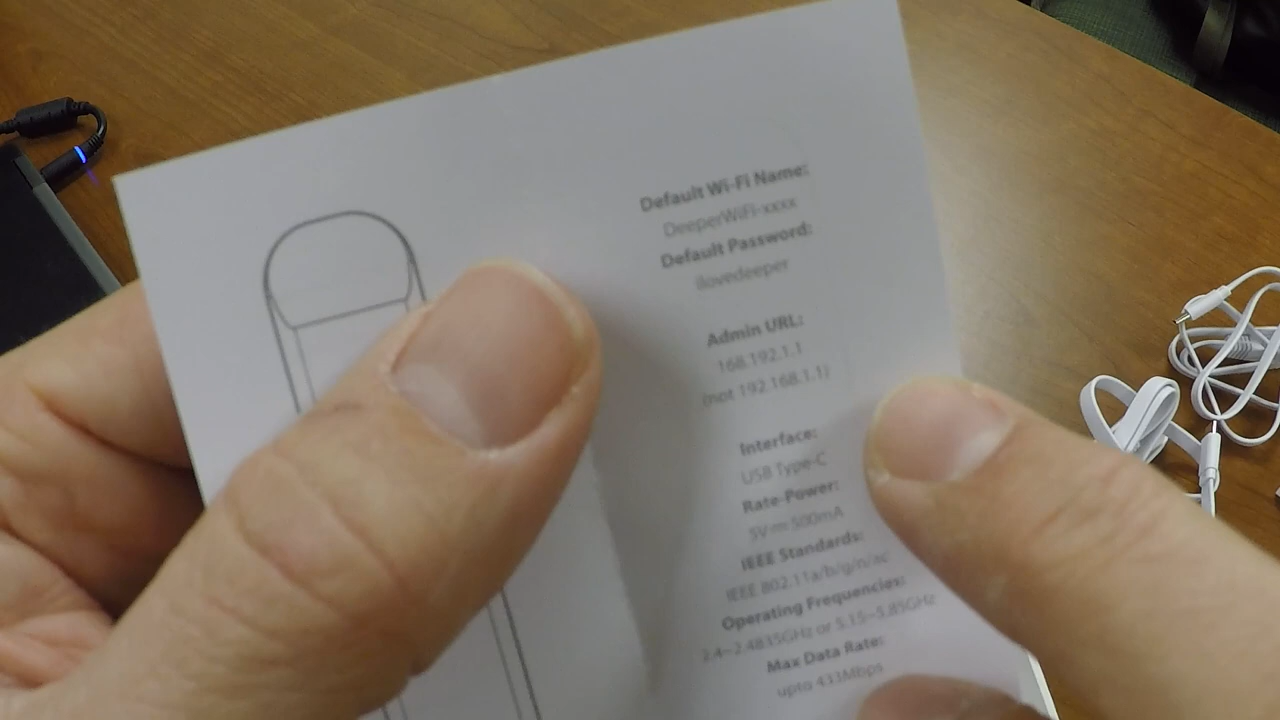 Default Wi-Fi Name:
DeeperWiFi-xxxx
Default Password:
ilovedeeper
Admin URL:
168.192.1.1
(not 192.168.1.1)
Interface:
USB Type-C
Rate-Power:
5V⎓500mA
IEEE Standards:
IEEE 802.11a/b/g/n/ac
Operating Frequencies:
2.4~2.4835GHz or 5.15~5.85GHz
Max Data Rate:
upto 433Mbps